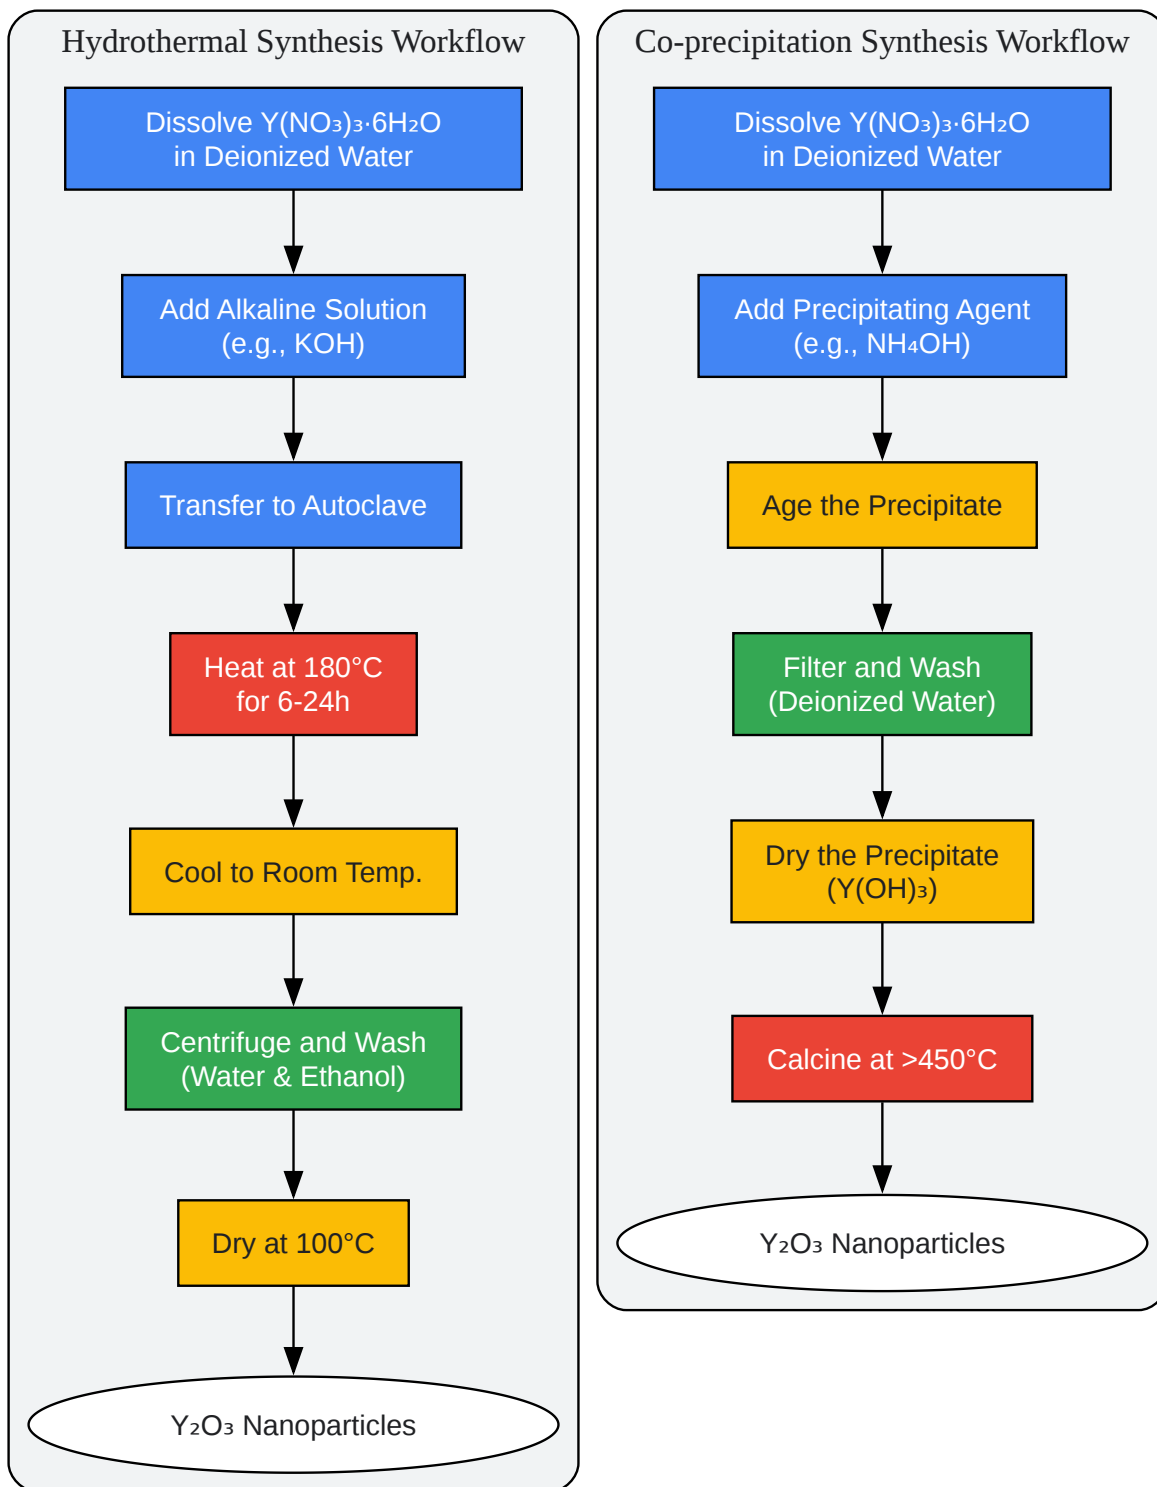 Hydrothermal Synthesis Workflow
Dissolve Y(NO₃)₃·6H₂O
in Deionized Water
Add Alkaline Solution
(e.g., KOH)
Transfer to Autoclave
Heat at 180°C
for 6-24h
Cool to Room Temp.
Centrifuge and Wash
(Water & Ethanol)
Dry at 100°C
Y₂O₃ Nanoparticles
Co-precipitation Synthesis Workflow
Dissolve Y(NO₃)₃·6H₂O
in Deionized Water
Add Precipitating Agent
(e.g., NH₄OH)
Age the Precipitate
Filter and Wash
(Deionized Water)
Dry the Precipitate
(Y(OH)₃)
Calcine at >450°C
Y₂O₃ Nanoparticles